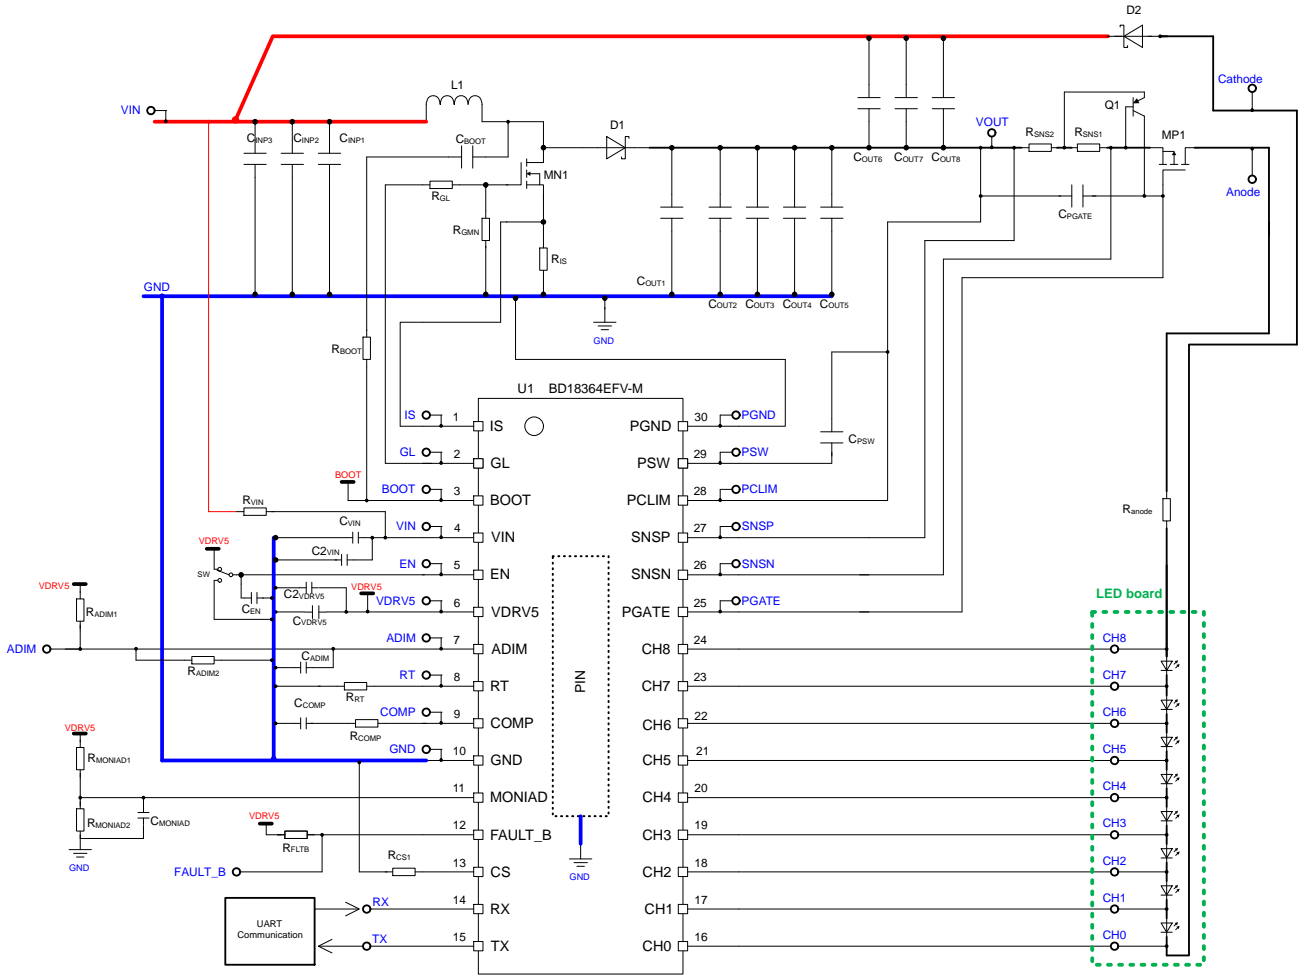 D2
Cathode
L1
VIN
Q1
D1
VOUT
RSNS2
RSNS1
MP1
CINP3
CINP2
CINP1
CBOOT
COUT6
COUT7
COUT8
MN1
Anode
RGL
CPGATE
RGMN
RIS
GND
COUT1
COUT2
COUT3
COUT4
COUT5
GND
RBOOT
U1 BD18364EFV-M
IS
1
IS
PGND
30
PGND
GL
2
GL
PSW
29
PSW
CPSW
BOOT
BOOT
3
BOOT
PCLIM
28
PCLIM
RVIN
Ranode
CVIN
VIN
4
VIN
SNSP
27
SNSP
VDRV5
C2VIN
SW
EN
5
EN
SNSN
26
SNSN
VDRV5
C2VDRV5
VDRV5
CEN
CVDRV5
VDRV5
6
VDRV5
PGATE
25
PGATE
LED board
RADIM1
ADIM
ADIM
7
ADIM
CH8
24
CH8
CADIM
RADIM2
RT
8
RT
CH7
23
CH7
RRT
CCOMP
COMP
9
COMP
CH6
22
CH6
RCOMP
VDRV5
GND
10
GND
CH5
21
CH5
RMONIAD1
PIN
11
MONIAD
CH4
20
CH4
RMONIAD2
CMONIAD
VDRV5
12
FAULT_B
CH3
19
CH3
RFLTB
GND
RCS1
FAULT_B
13
CS
CH2
18
CH2
GND
RX
14
RX
CH1
17
CH1
UART
Communication
TX
15
TX
CH0
16
CH0